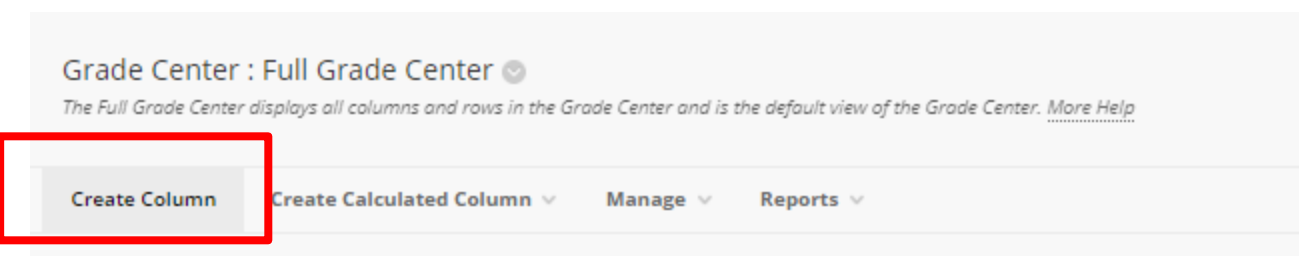 Grade Center : Full Grade Center
The Full Grade Center displays all columns and rows in the Grade Center and is the default view of the Grade Center. More Help
Create Column Create Calculated Column Manage Reports